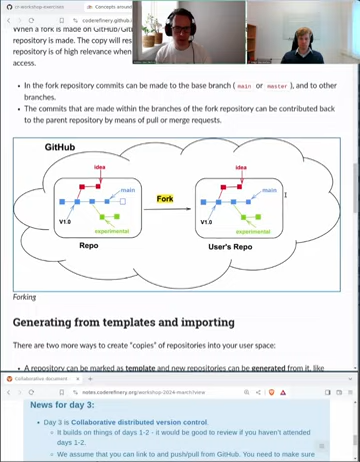 cr-workshop-exercises
Concepts around
coderefinery.github.
When a fork is made on GitHub/Git
repository is made. The copy will res
repository is of high relevance when
access.
In the fork repository commits can be made to the base branch ( main or master ), and to other
branches.
The commits that are made within the branches of the fork repository can be contributed back
to the parent repository by means of pull or merge requests.
GitHub
idea
idea
main
main
Fork
V1.0
V1.0
experimental
experimental
Repo
User's Repo
Forking
Generating from templates and importing
There are two more ways to create "copies" of repositories into your user space:
A repository can be marked as template and new repositories can be generated from it, like
Collaborative document
notes.coderefinery.org/workshop-2024-march/view
News for day 3:
Day 3 is Collaborative distributed version control.
It builds on things of days 1-2 - it would be good to review if you haven't attended
days 1-2.
We assume that you can link to and push/pull from GitHub. You need to make sure